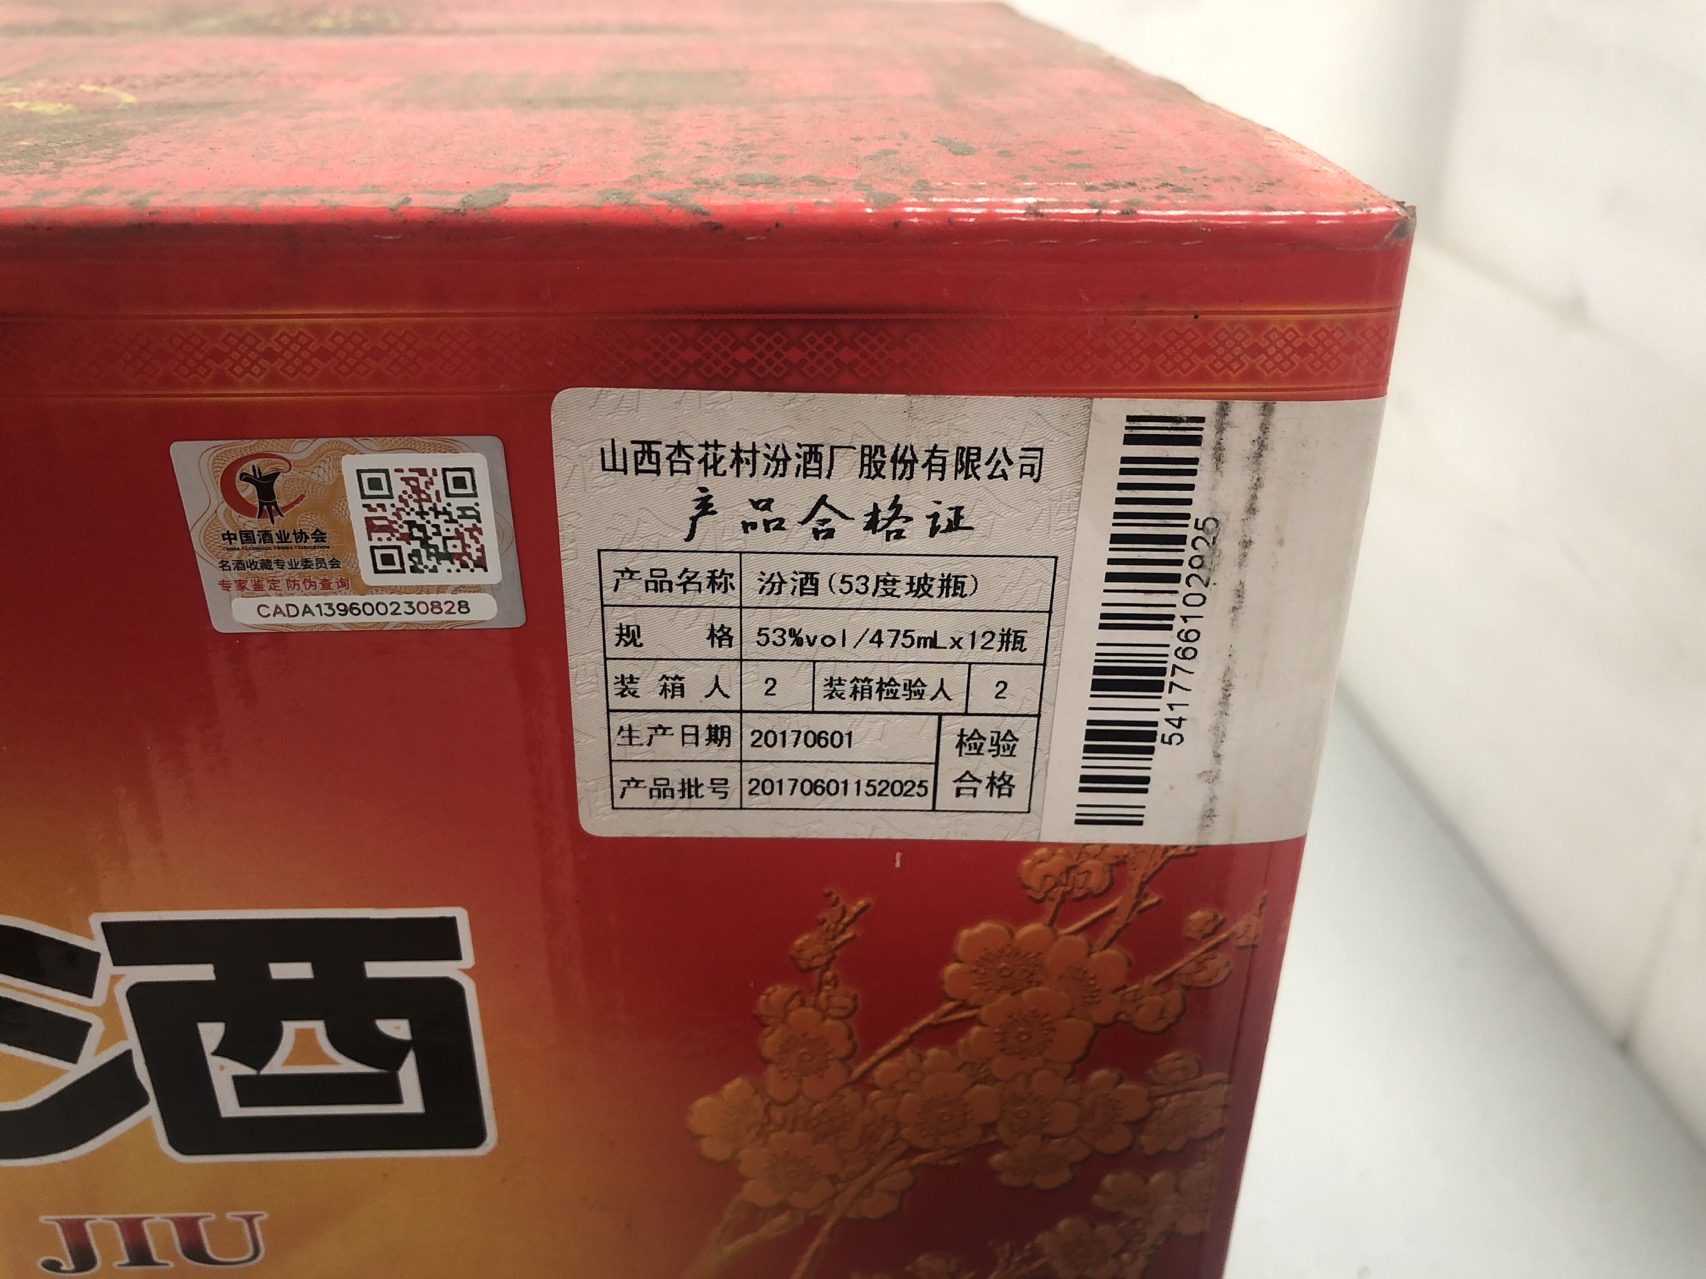 中国酒业协会
名酒收藏专业委员会
专家鉴定 防伪查询
CADA139600230828
山西杏花村汾酒厂股份有限公司
产品合格证
产品名称 汾酒(53度玻瓶)
规 格 53%vol/475mLx12瓶
装箱人 2 装箱检验人 2
生产日期 20170601 检验
产品批号 20170601152025 合格
5417766102925
酒
JIU